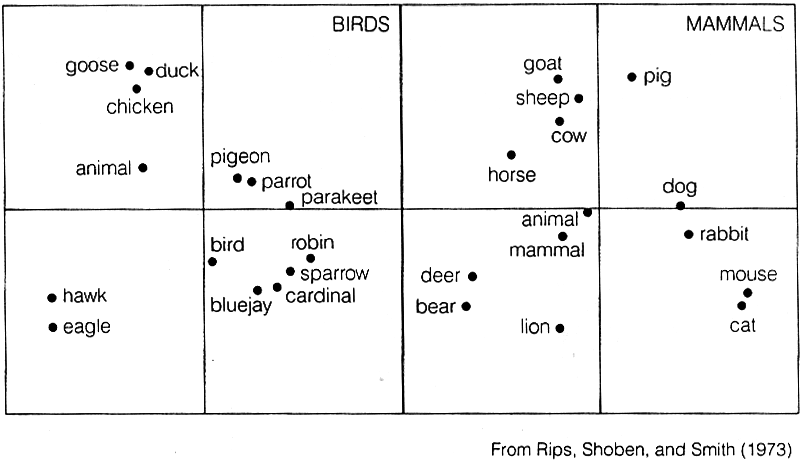 BIRDS
goose
duck
chicken
animal
pigeon
parrot
parakeet
bird
robin
sparrow
cardinal
bluejay
hawk
eagle
MAMMALS
goat
pig
sheep
cow
horse
dog
animal
rabbit
mammal
deer
mouse
bear
lion
cat
From Rips, Shoben, and Smith (1973)